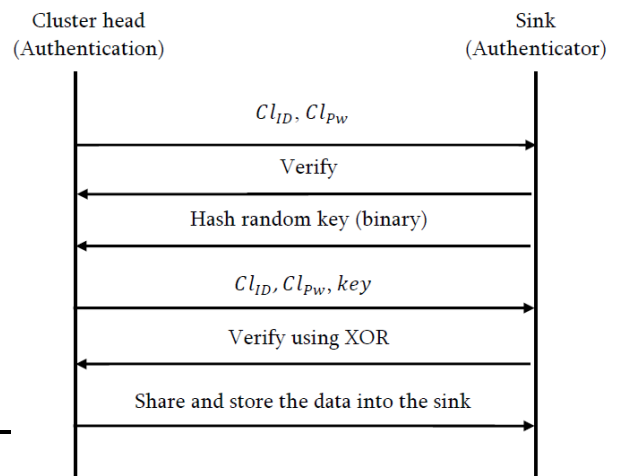 Cluster head
(Authentication)
Sink
(Authenticator)
Cl_ID, Cl_Pw
Verify
Hash random key (binary)
Cl_ID, Cl_Pw, key
Verify using XOR
Share and store the data into the sink